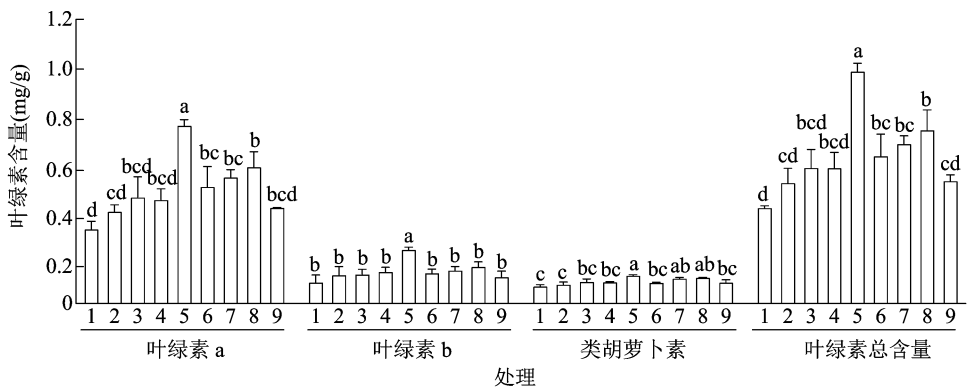 叶绿素含量(mg/g)
1.2
1.0
0.8
0.6
0.4
0.2
0
d cd bcd bcd a bc bc b bcd
b b b b a b b b b
c c bc bc a bc ab ab bc
d cd bcd bcd a bc bc b cd
1 2 3 4 5 6 7 8 9 1 2 3 4 5 6 7 8 9 1 2 3 4 5 6 7 8 9 1 2 3 4 5 6 7 8 9
叶绿素 a 叶绿素 b 类胡萝卜素 叶绿素总含量
处理